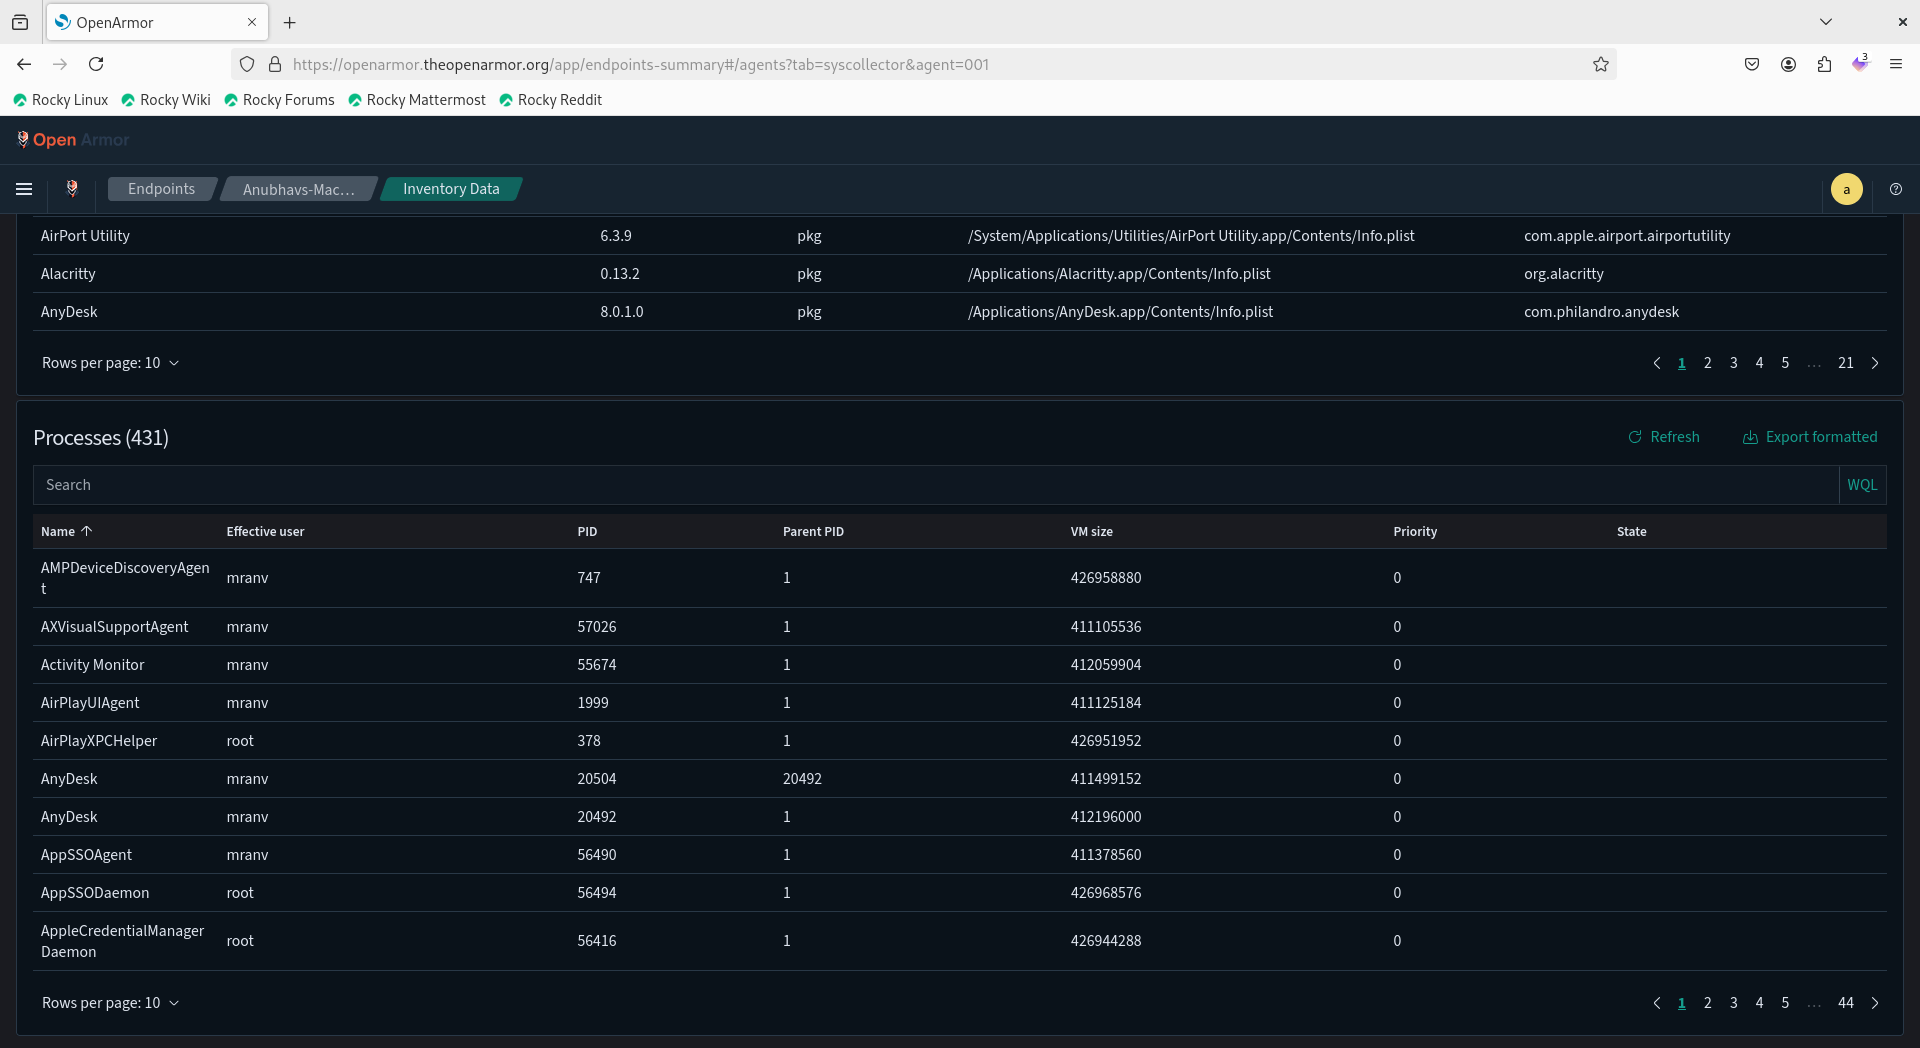 OpenArmor
https://openarmor.theopenarmor.org/app/endpoints-summary#/agents?tab=syscollector&agent=001
3
Rocky Linux Rocky Wiki Rocky Forums Rocky Mattermost Rocky Reddit
Open Armor
Endpoints Anubhavs-Mac... Inventory Data a
AirPort Utility 6.3.9 pkg /System/Applications/Utilities/AirPort Utility.app/Contents/Info.plist com.apple.airport.airportutility
Alacritty 0.13.2 pkg /Applications/Alacritty.app/Contents/Info.plist org.alacritty
AnyDesk 8.0.1.0 pkg /Applications/AnyDesk.app/Contents/Info.plist com.philandro.anydesk
Rows per page: 10 1 2 3 4 5 ... 21
Processes (431) Refresh Export formatted
Search WQL
Name Effective user PID Parent PID VM size Priority State
AMPDeviceDiscoveryAgen
t mranv 747 1 426958880 0
AXVisualSupportAgent mranv 57026 1 411105536 0
Activity Monitor mranv 55674 1 412059904 0
AirPlayUIAgent mranv 1999 1 411125184 0
AirPlayXPCHelper root 378 1 426951952 0
AnyDesk mranv 20504 20492 411499152 0
AnyDesk mranv 20492 1 412196000 0
AppSSOAgent mranv 56490 1 411378560 0
AppSSODaemon root 56494 1 426968576 0
AppleCredentialManager
Daemon root 56416 1 426944288 0
Rows per page: 10 1 2 3 4 5 ... 44